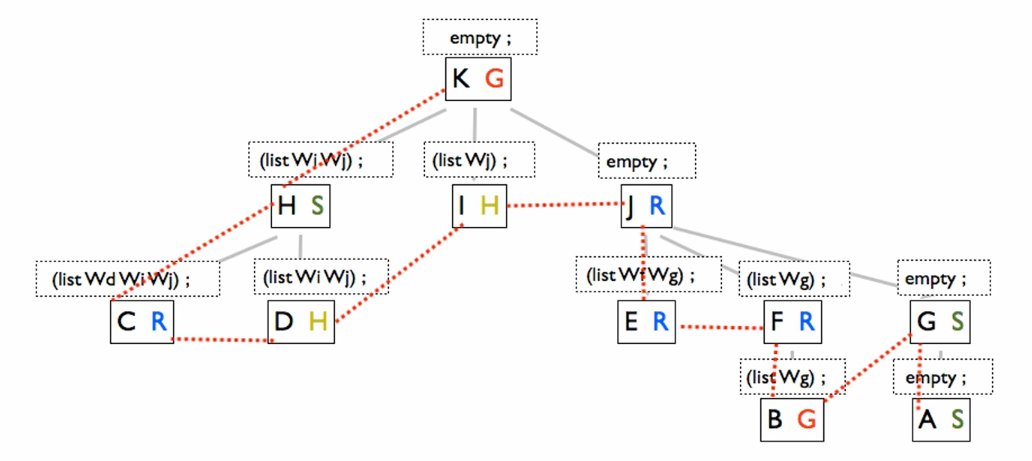 empty ;
K G
(list Wi Wj) ;
(list Wj) ;
empty ;
H S
I H
J R
(list Wd Wi Wj) ;
(list Wi Wj) ;
(list Wf Wg) ;
(list Wg) ;
empty ;
C R
D H
E R
F R
G S
(list Wg) ;
empty ;
B G
A S